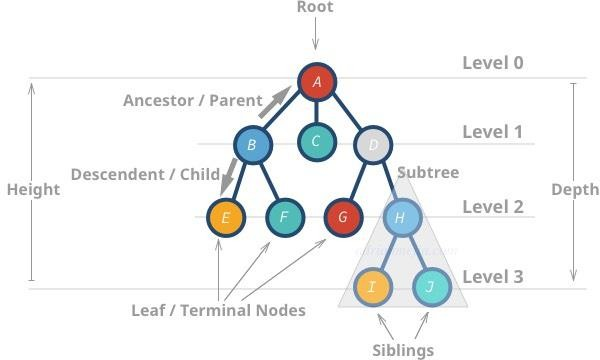 Root
Level 0
A
Ancestor / Parent
Level 1
B
C
D
Descendent / Child
Subtree
Height
Depth
Level 2
E
F
G
H
Level 3
I
J
Leaf / Terminal Nodes
Siblings